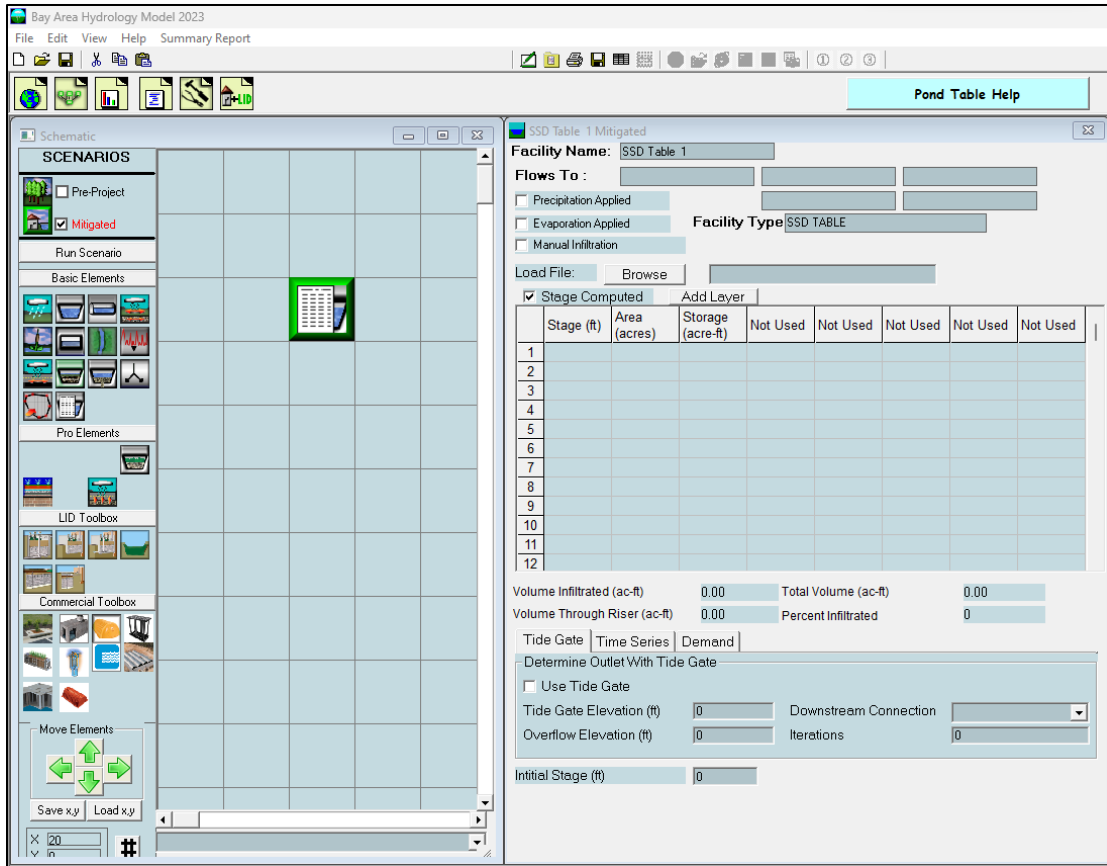 Bay Area Hydrology Model 2023
File Edit View Help Summary Report
① ② ③
+LID
Pond Table Help
Schematic
SCENARIOS
Pre-Project
Mitigated
Run Scenario
Basic Elements
Pro Elements
LID Toolbox
Commercial Toolbox
Move Elements
Save x,y Load x,y
X 20
Y 0
#
SSD Table 1 Mitigated
Facility Name: SSD Table 1
Flows To :
Precipitation Applied
Evaporation Applied Facility Type SSD TABLE
Manual Infiltration
Load File: Browse
Stage Computed Add Layer
Stage (ft) Area (acres) Storage (acre-ft) Not Used Not Used Not Used Not Used Not Used
1
2
3
4
5
6
7
8
9
10
11
12
Volume Infiltrated (ac-ft) 0.00 Total Volume (ac-ft) 0.00
Volume Through Riser (ac-ft) 0.00 Percent Infiltrated 0
Tide Gate Time Series Demand
Determine Outlet With Tide Gate
Use Tide Gate
Tide Gate Elevation (ft) 0 Downstream Connection
Overflow Elevation (ft) 0 Iterations 0
Intitial Stage (ft) 0